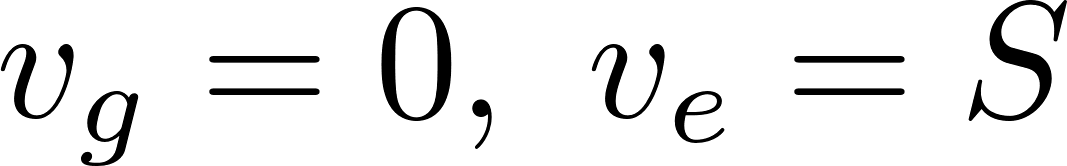 v_g = 0, v_e = S